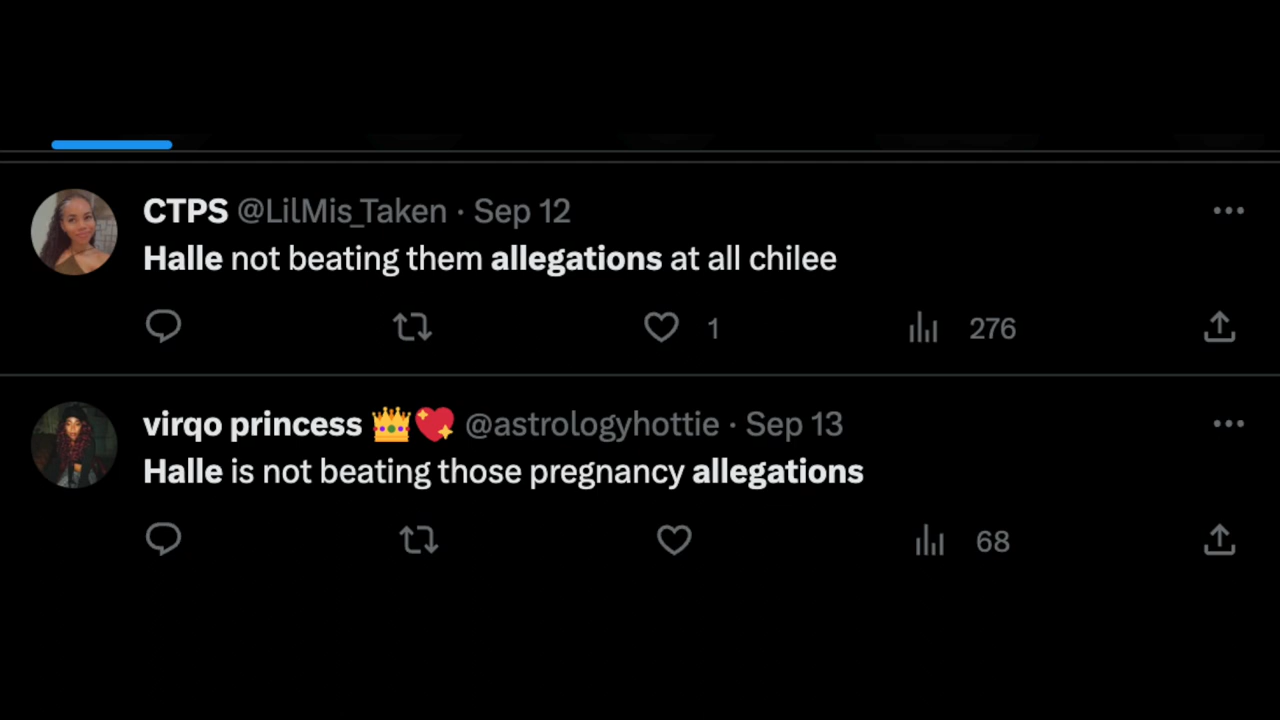 CTPS @LilMis_Taken · Sep 12
Halle not beating them allegations at all chilee
1 276
virqo princess 👑💖 @astrologyhottie · Sep 13
Halle is not beating those pregnancy allegations
68